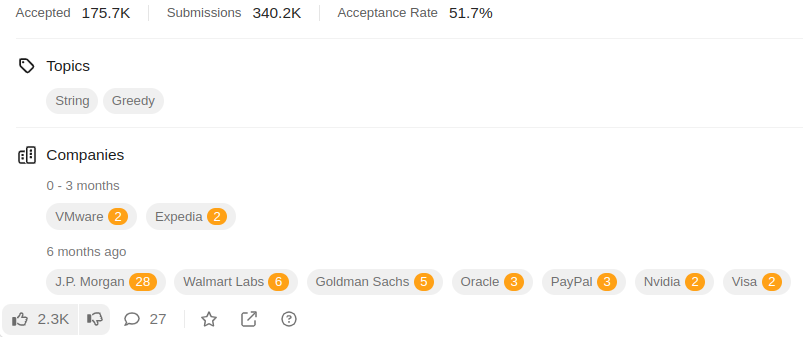 Accepted 175.7K Submissions 340.2K Acceptance Rate 51.7%
Topics
String Greedy
Companies
0 - 3 months
VMware 2 Expedia 2
6 months ago
J.P. Morgan 28 Walmart Labs 6 Goldman Sachs 5 Oracle 3 PayPal 3 Nvidia 2 Visa 2
2.3K 27